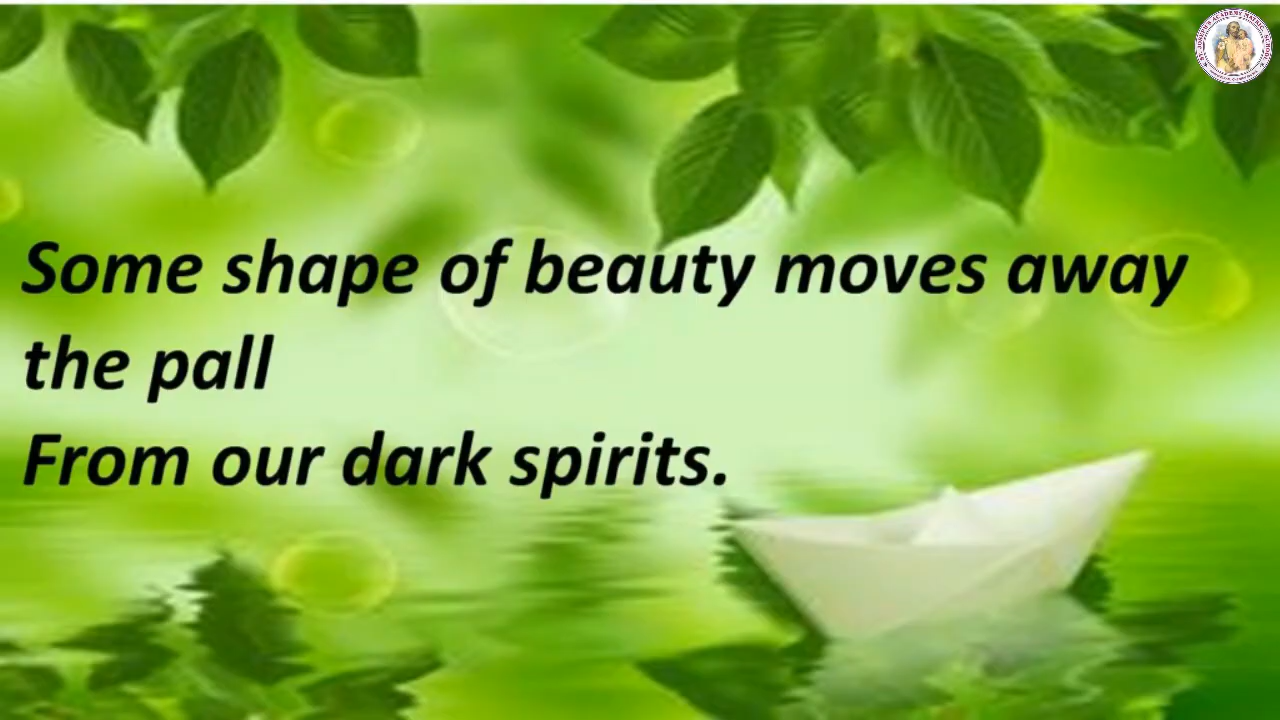 Some shape of beauty moves away
the pall
From our dark spirits.